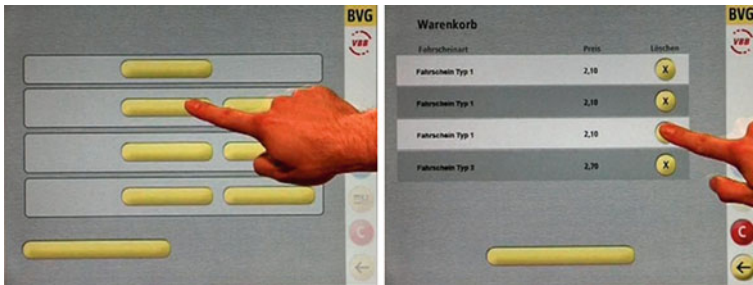 BVG
VBB
C
Warenkorb
BVG
VBB
Fahrscheinart Preis Löschen
Fahrschein Typ 1 2,10 X
Fahrschein Typ 1 2,10 X
Fahrschein Typ 1 2,10
Fahrschein Typ 3 2,70 X
C